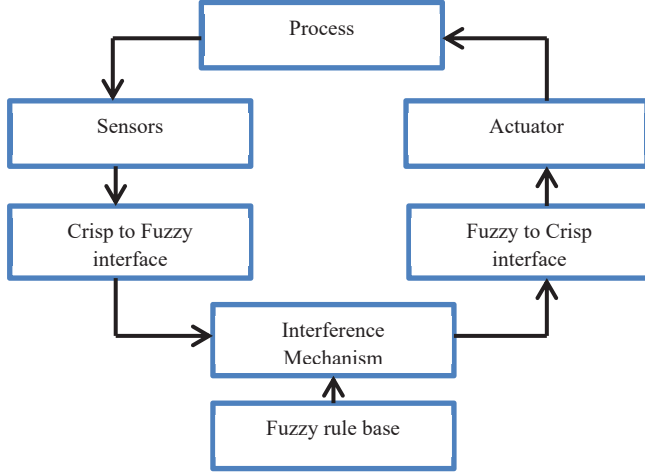 Process
Sensors
Actuator
Crisp to Fuzzy
interface
Fuzzy to Crisp
interface
Interference
Mechanism
Fuzzy rule base